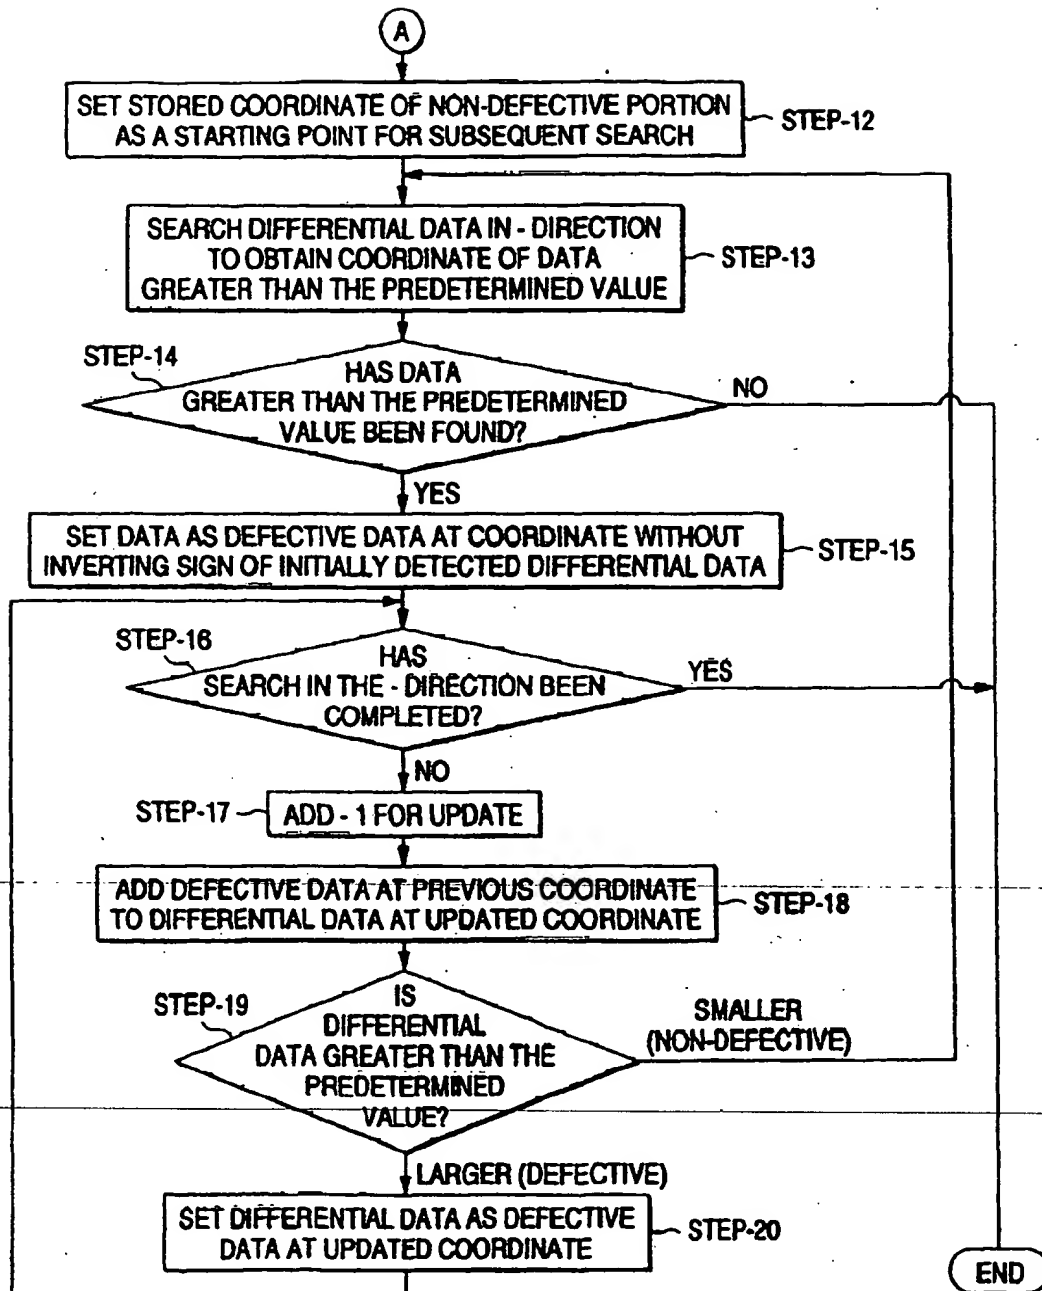 A
SET STORED COORDINATE OF NON-DEFECTIVE PORTION
AS A STARTING POINT FOR SUBSEQUENT SEARCH
STEP-12
SEARCH DIFFERENTIAL DATA IN - DIRECTION
TO OBTAIN COORDINATE OF DATA
GREATER THAN THE PREDETERMINED VALUE
STEP-13
STEP-14
HAS DATA
GREATER THAN THE PREDETERMINED
VALUE BEEN FOUND?
NO
YES
SET DATA AS DEFECTIVE DATA AT COORDINATE WITHOUT
INVERTING SIGN OF INITIALLY DETECTED DIFFERENTIAL DATA
STEP-15
STEP-16
HAS
SEARCH IN THE - DIRECTION BEEN
COMPLETED?
YES
NO
STEP-17
ADD - 1 FOR UPDATE
ADD DEFECTIVE DATA AT PREVIOUS COORDINATE
TO DIFFERENTIAL DATA AT UPDATED COORDINATE
STEP-18
STEP-19
IS
DIFFERENTIAL
DATA GREATER THAN THE
PREDETERMINED
VALUE?
SMALLER
(NON-DEFECTIVE)
LARGER (DEFECTIVE)
SET DIFFERENTIAL DATA AS DEFECTIVE
DATA AT UPDATED COORDINATE
STEP-20
END